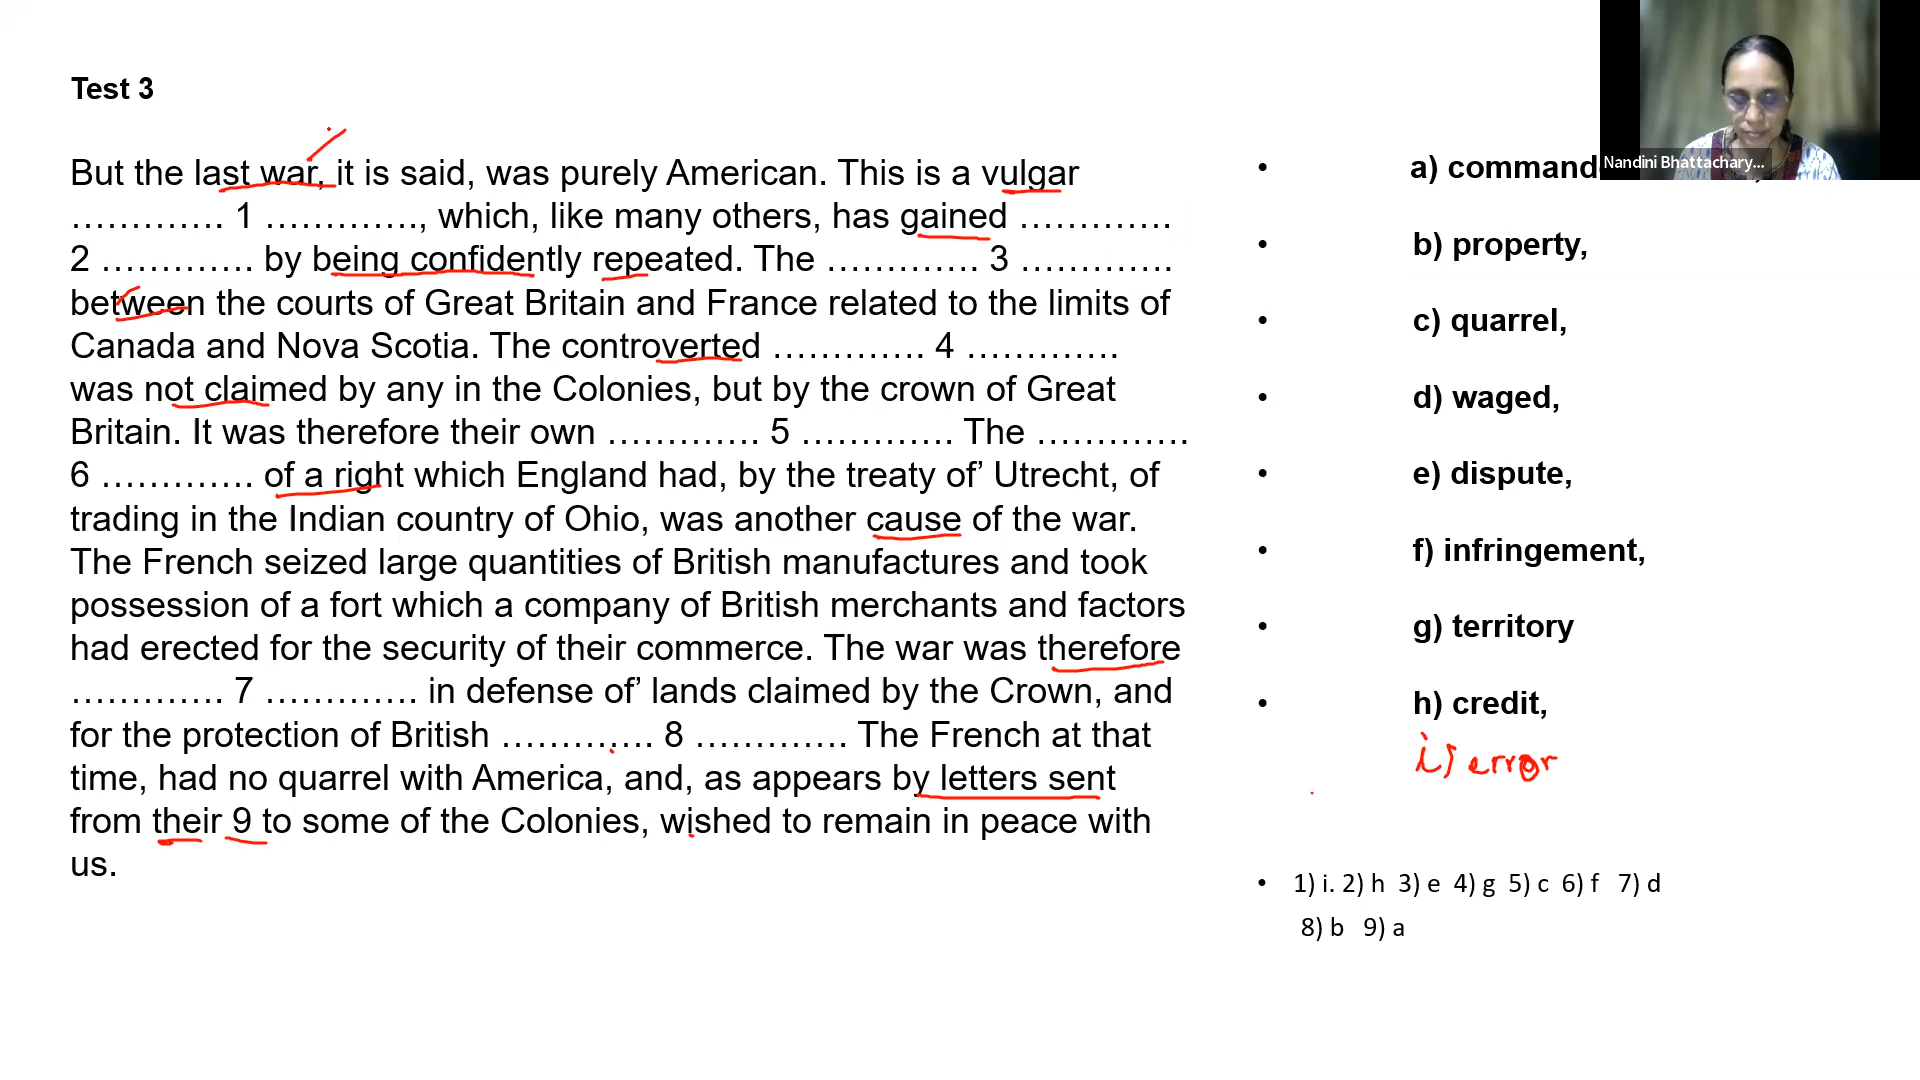 Test 3
But the last war, it is said, was purely American. This is a vulgar
…………. 1 …………., which, like many others, has gained ………….
2 …………. by being confidently repeated. The …………. 3 ………….
between the courts of Great Britain and France related to the limits of
Canada and Nova Scotia. The controverted …………. 4 ………….
was not claimed by any in the Colonies, but by the crown of Great
Britain. It was therefore their own …………. 5 …………. The ………….
6 …………. of a right which England had, by the treaty of’ Utrecht, of
trading in the Indian country of Ohio, was another cause of the war.
The French seized large quantities of British manufactures and took
possession of a fort which a company of British merchants and factors
had erected for the security of their commerce. The war was therefore
…………. 7 …………. in defense of’ lands claimed by the Crown, and
for the protection of British …………. 8 …………. The French at that
time, had no quarrel with America, and, as appears by letters sent
from their 9 to some of the Colonies, wished to remain in peace with
us.
• a) command
• b) property,
• c) quarrel,
• d) waged,
• e) dispute,
• f) infringement,
• g) territory
• h) credit,
i) error
• 1) i. 2) h 3) e 4) g 5) c 6) f 7) d
8) b 9) a
Nandini Bhattachary...